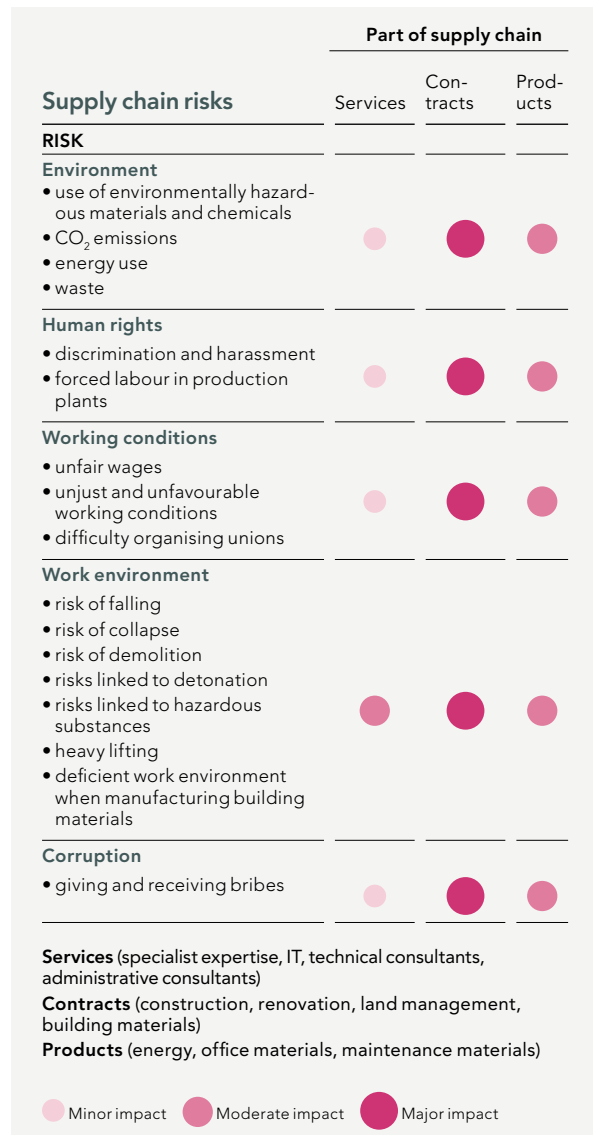 Part of supply chain
Supply chain risks
Services
Con-
tracts
Prod-
ucts
RISK
Environment
• use of environmentally hazard-
ous materials and chemicals
• CO₂ emissions
• energy use
• waste
Human rights
• discrimination and harassment
• forced labour in production
plants
Working conditions
• unfair wages
• unjust and unfavourable
working conditions
• difficulty organising unions
Work environment
• risk of falling
• risk of collapse
• risk of demolition
• risks linked to detonation
• risks linked to hazardous
substances
• heavy lifting
• deficient work environment
when manufacturing building
materials
Corruption
• giving and receiving bribes
Services (specialist expertise, IT, technical consultants,
administrative consultants)
Contracts (construction, renovation, land management,
building materials)
Products (energy, office materials, maintenance materials)
Minor impact Moderate impact Major impact